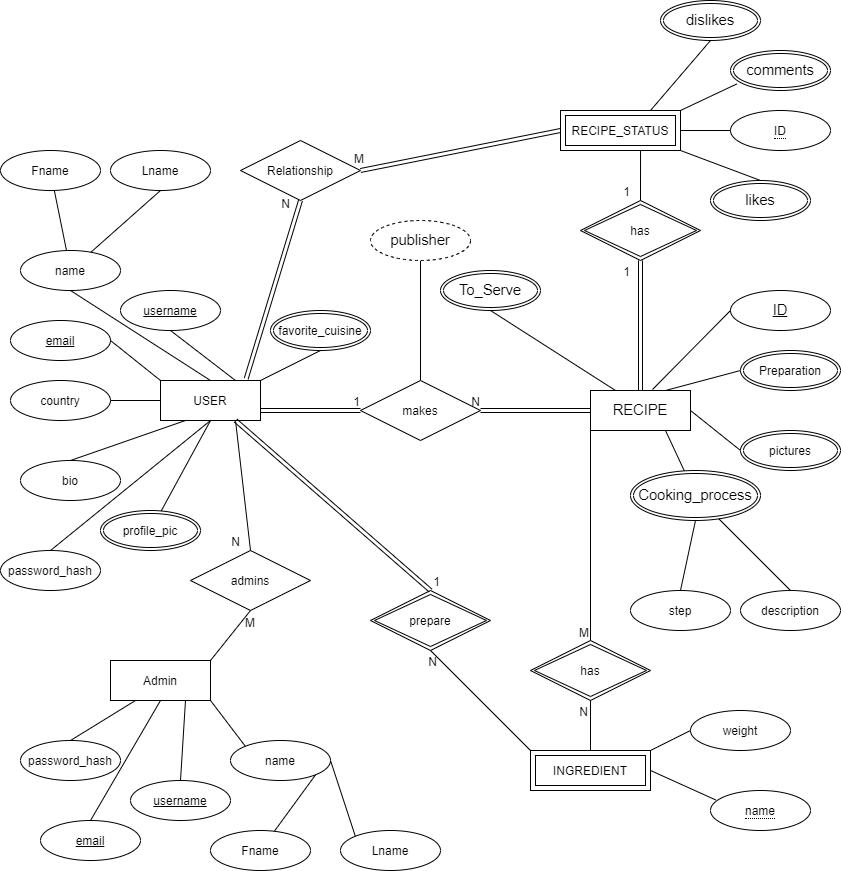 dislikes
comments
RECIPE_STATUS
ID
M
Relationship
Fname
Lname
1
likes
N
has
publisher
name
1
To_Serve
username
ID
favorite_cuisine
email
Preparation
USER
country
1
makes
N
RECIPE
pictures
bio
Cooking_process
profile_pic
N
password_hash
admins
1
step
description
M
prepare
M
N
has
Admin
N
weight
password_hash
name
INGREDIENT
username
name
email
Fname
Lname